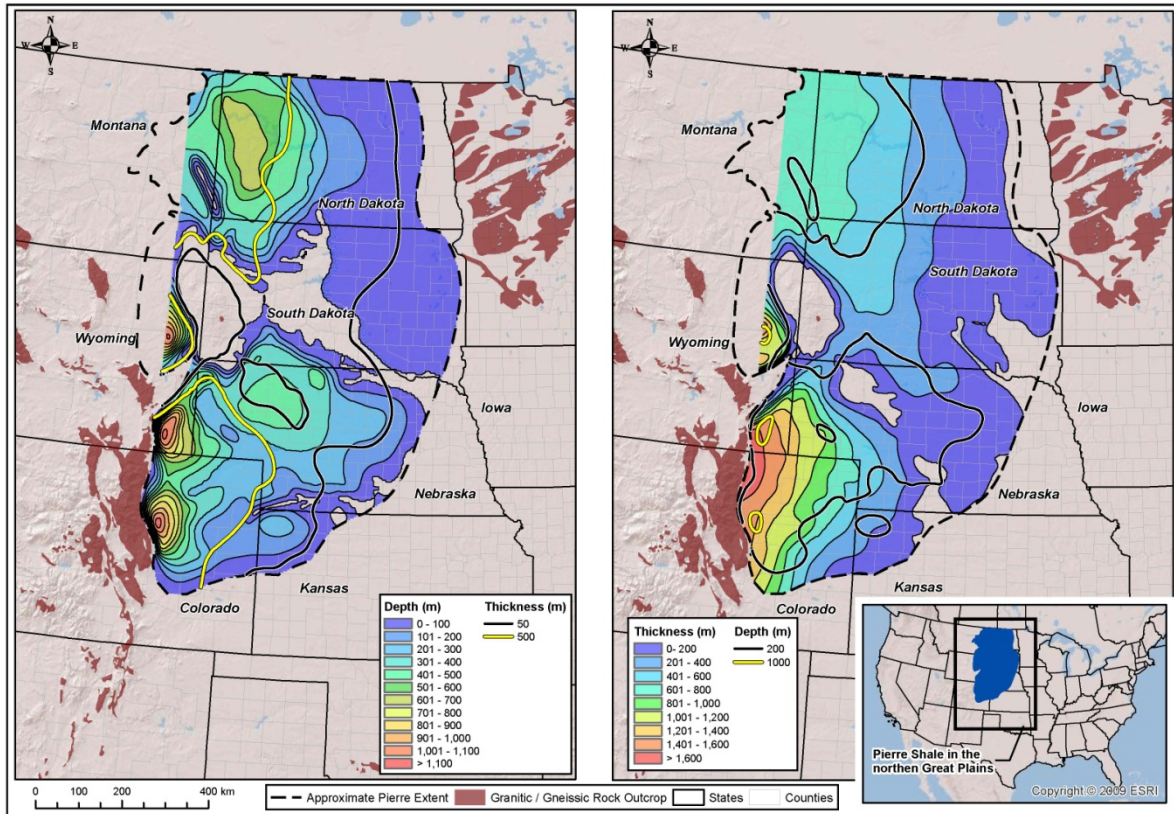 N
W E
S
Montana
North Dakota
South Dakota
Wyoming
Iowa
Nebraska
Kansas
Colorado
Depth (m)
0 - 100
101 - 200
201 - 300
301 - 400
401 - 500
501 - 600
601 - 700
701 - 800
801 - 900
901 - 1,000
1,001 - 1,100
> 1,100
Thickness (m)
50
500
N
W E
S
Montana
North Dakota
South Dakota
Wyoming
Iowa
Nebraska
Kansas
Colorado
Thickness (m)
0- 200
201 - 400
401 - 600
601 - 800
801 - 1,000
1,001 - 1,200
1,201 - 1,400
1,401 - 1,600
> 1,600
Depth (m)
200
1000
Pierre Shale in the
northen Great Plains
Copyright © 2009 ESRI
0 100 200 400 km
Approximate Pierre Extent Granitic / Gneissic Rock Outcrop States Counties